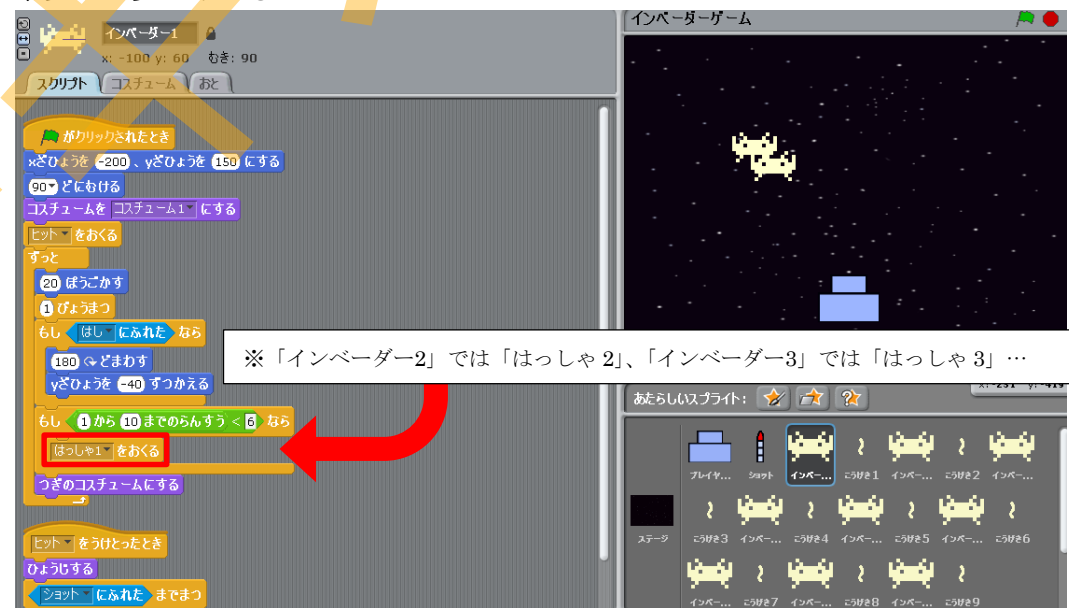 インベーダー1
x: -100 y: 60 むき: 90
スクリプト コスチューム おと
がクリックされたとき
xざひょうを -200 、yざひょうを 150 にする
90 どにむける
コスチュームを コスチューム1 にする
ヒット をおくる
ずっと
20 ほうごかす
1 びょうまつ
もし はし にふれた なら
180 どまわす
yざひょうを -40 ずつかえる
もし 1 から 10 までのらんすう < 6 なら
はっしゃ1 をおくる
つぎのコスチュームにする
ヒット をうけとったとき
ひょうじする
ショット にふれた までまつ
インベーダーゲーム
※「インベーダー2」では「はっしゃ 2」、「インベーダー3」では「はっしゃ 3」…
あたらしいスプライト:
プレイヤ... ショット インベー... こうげき1 インベー... こうげき2 インベー...
ステージ こうげき3 インベー... こうげき4 インベー... こうげき5 インベー... こうげき6
インベー... こうげき7 インベー... こうげき8 インベー... こうげき9